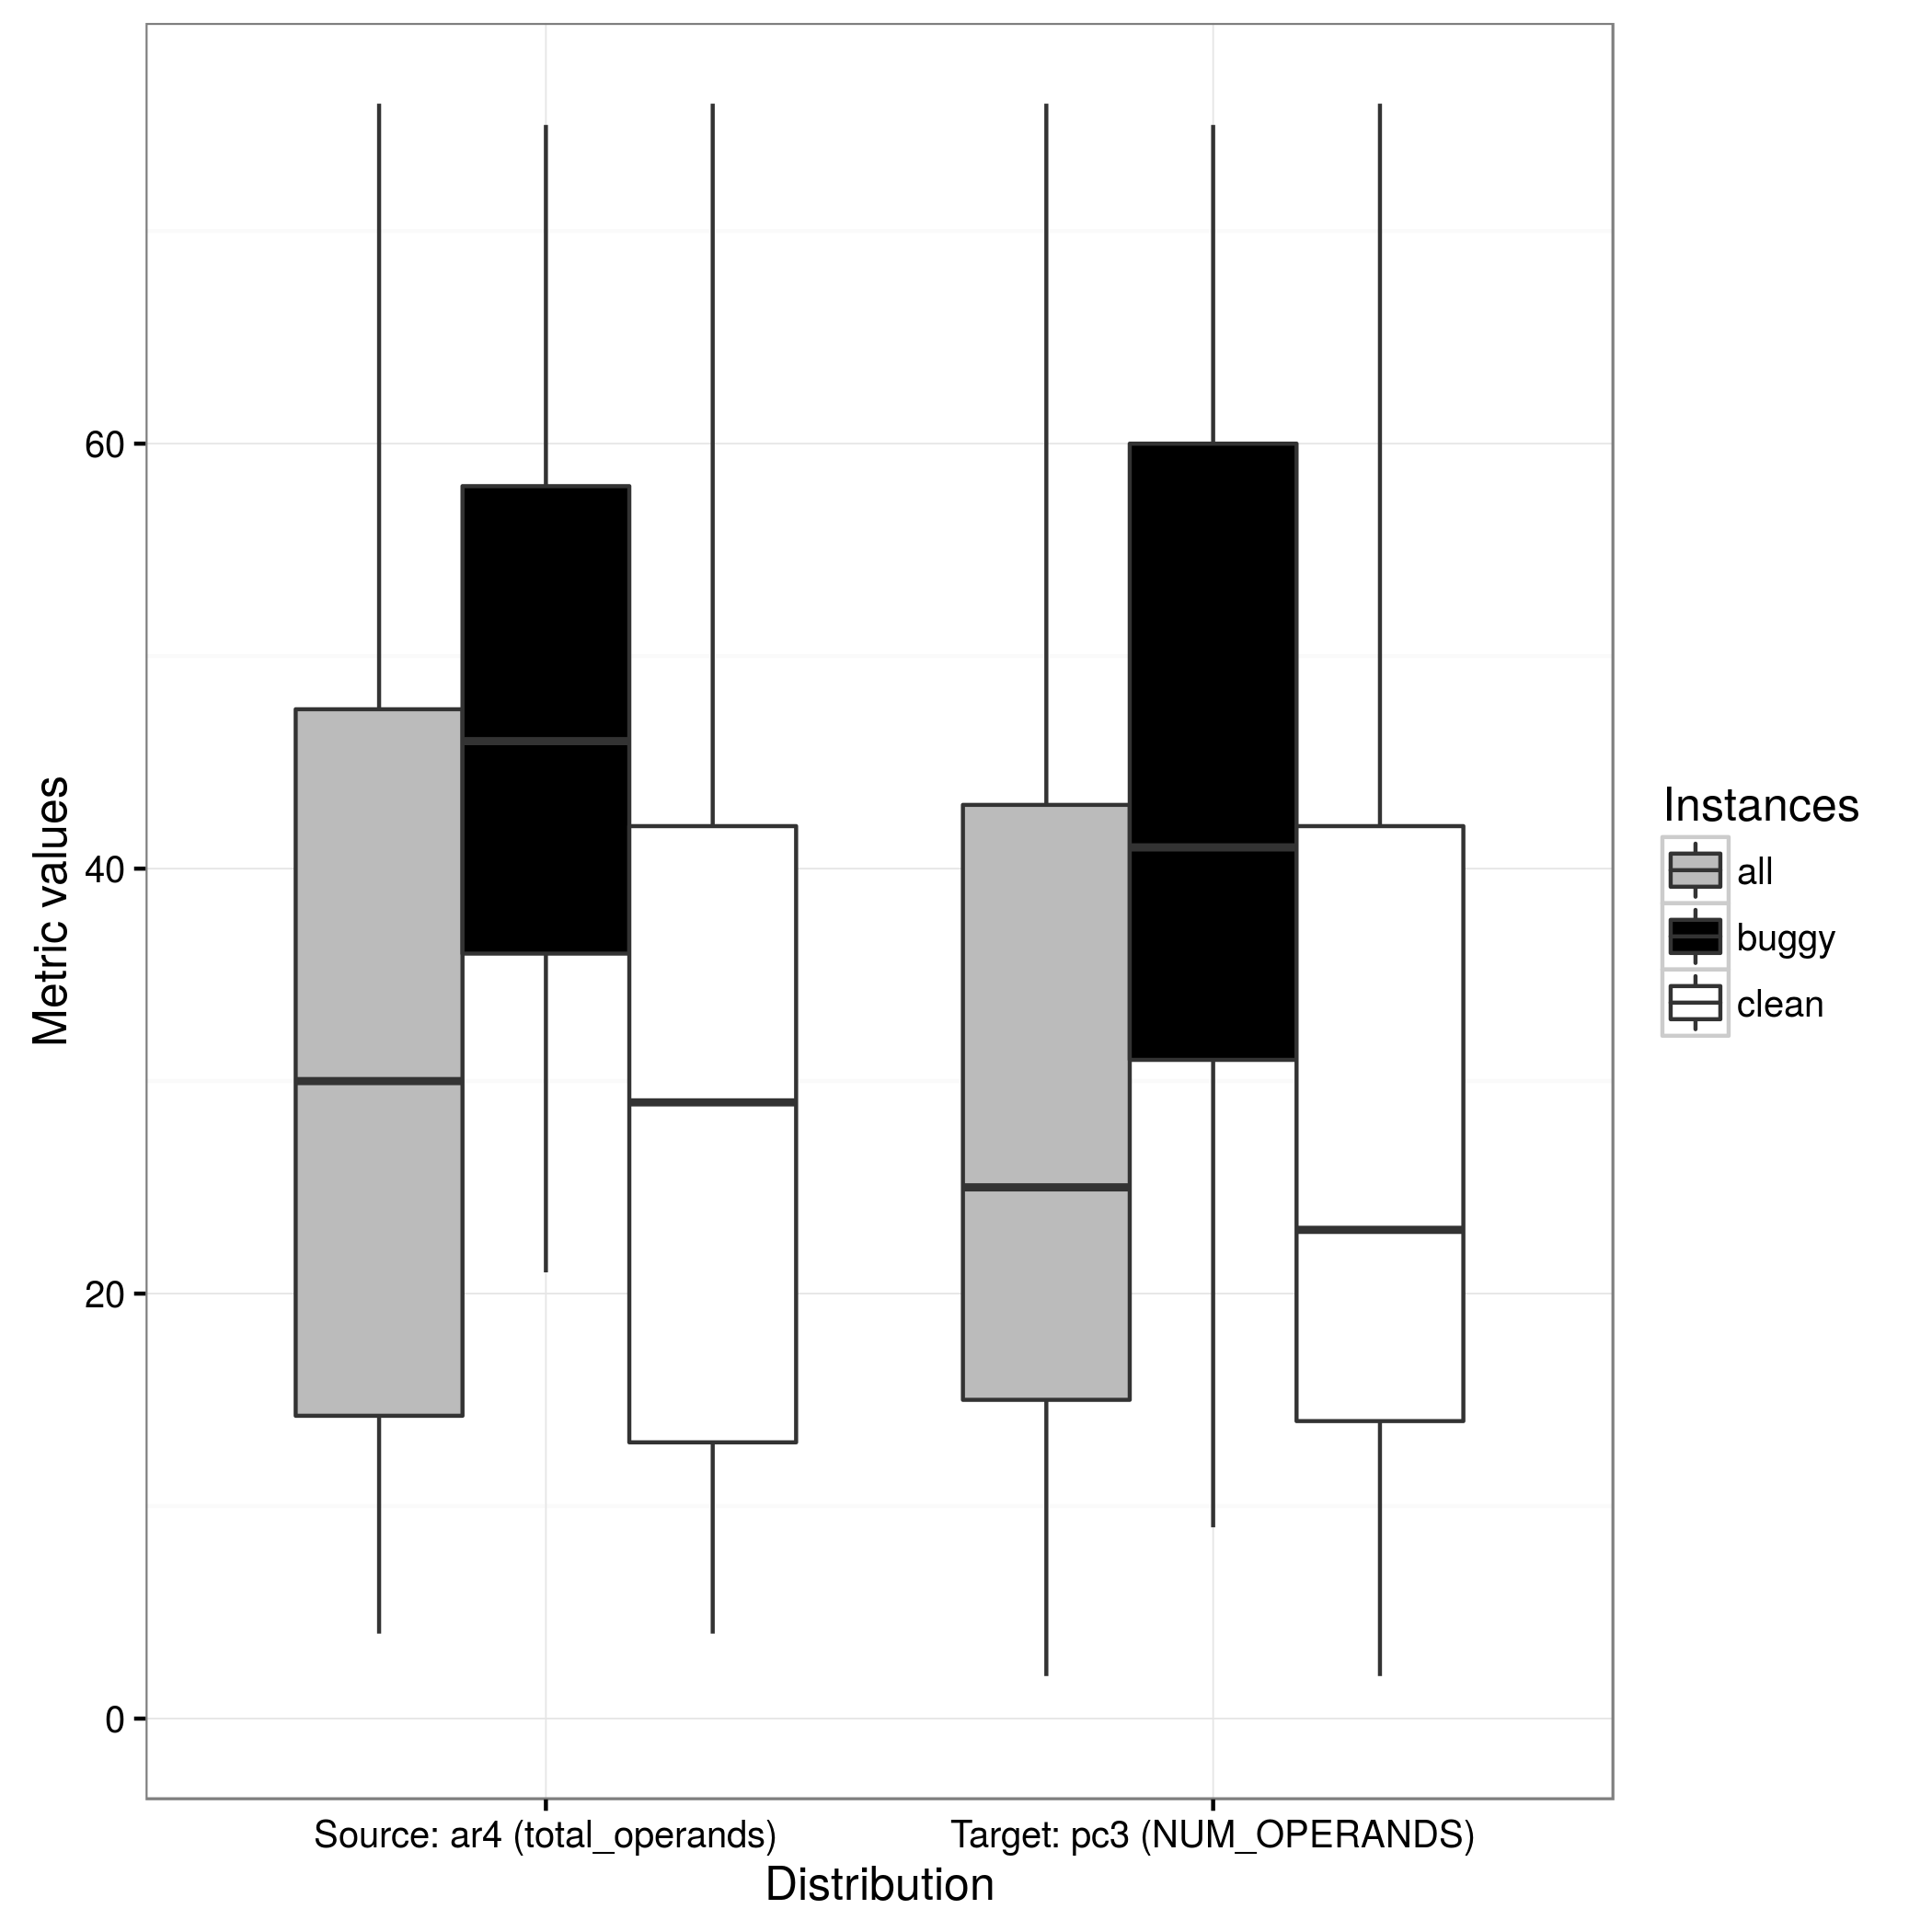 Metric values
60
40
20
0
Source: ar4 (total_operands)
Target: pc3 (NUM_OPERANDS)
Distribution
Instances
all
buggy
clean